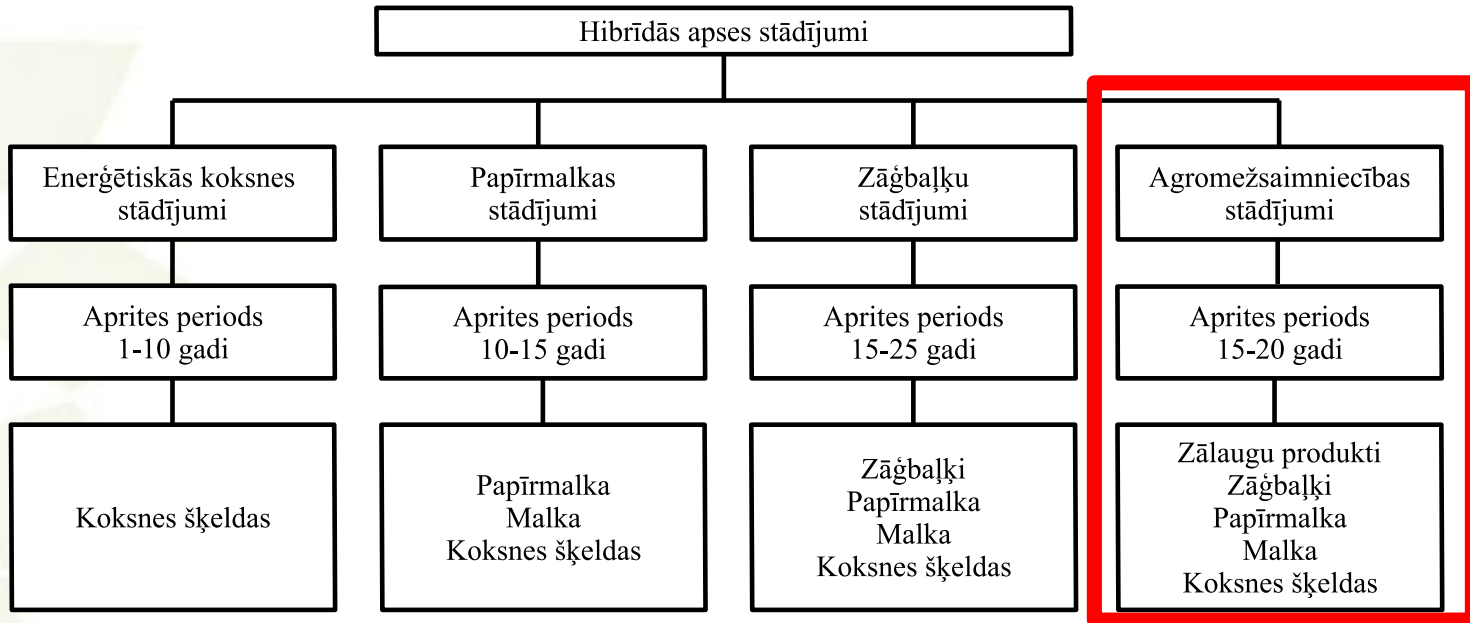 Hibrīdās apses stādījumi
Enerģētiskās koksnes
stādījumi
Papīrmalkas
stādījumi
Zāģbaļķu
stādījumi
Agromežsaimniecības
stādījumi
Aprites periods
1-10 gadi
Aprites periods
10-15 gadi
Aprites periods
15-25 gadi
Aprites periods
15-20 gadi
Koksnes šķeldas
Papīrmalka
Malka
Koksnes šķeldas
Zāģbaļķi
Papīrmalka
Malka
Koksnes šķeldas
Zālaugu produkti
Zāģbaļķi
Papīrmalka
Malka
Koksnes šķeldas